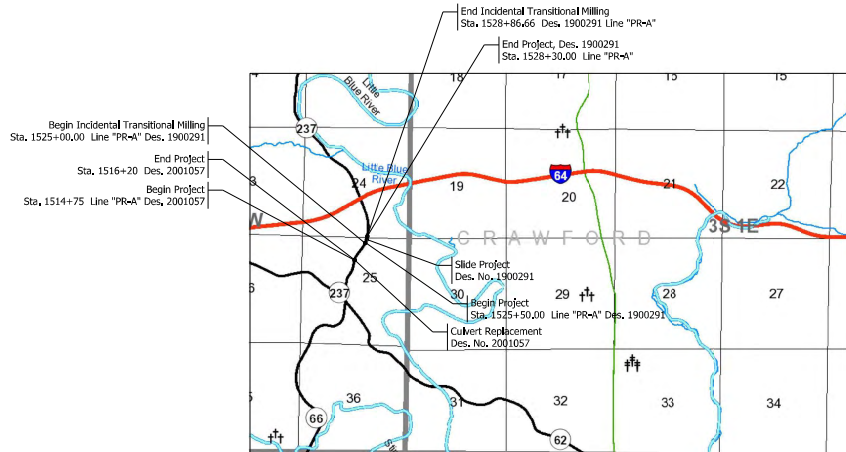 End Incidental Transitional Milling
Sta. 1528+86.66 Des. 1900291 Line "PR-A"
End Project, Des. 1900291
Sta. 1528+30.00 Line "PR-A"
18
17
15
15
Little
Blue River
Begin Incidental Transitional Milling
Sta. 1525+00.00 Line "PR-A" Des. 1900291
237
End Project
Sta. 1516+20 Des. 2001057
Litte Blue
River
64
Begin Project
Sta. 1514+75 Line "PR-A" Des. 2001057
3
24
19
20
21
22
W
3S 1E
CRAWFORD
Slide Project
Des. No. 1900291
25
30
29
28
27
6
237
Begin Project
Sta. 1525+50.00 Line "PR-A" Des. 1900291
Culvert Replacement
Des. No. 2001057
36
31
32
33
34
66
62